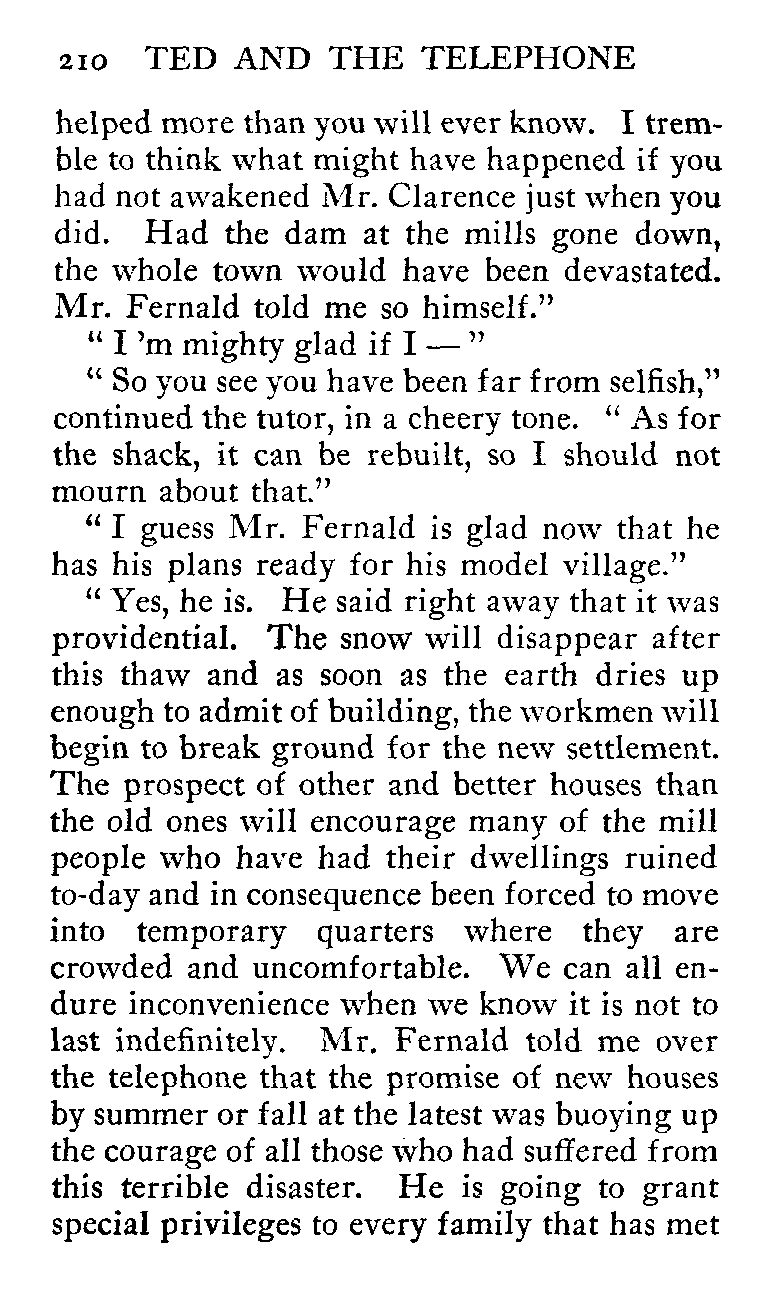 210 TED AND THE TELEPHONE
helped more than you will ever know. I trem-
ble to think what might have happened if you
had not awakened Mr. Clarence just when you
did. Had the dam at the mills gone down,
the whole town would have been devastated.
Mr. Fernald told me so himself."
" I 'm mighty glad if I — "
" So you see you have been far from selfish,"
continued the tutor, in a cheery tone. " As for
the shack, it can be rebuilt, so I should not
mourn about that."
" I guess Mr. Fernald is glad now that he
has his plans ready for his model village."
" Yes, he is. He said right away that it was
providential. The snow will disappear after
this thaw and as soon as the earth dries up
enough to admit of building, the workmen will
begin to break ground for the new settlement.
The prospect of other and better houses than
the old ones will encourage many of the mill
people who have had their dwellings ruined
to-day and in consequence been forced to move
into temporary quarters where they are
crowded and uncomfortable. We can all en-
dure inconvenience when we know it is not to
last indefinitely. Mr. Fernald told me over
the telephone that the promise of new houses
by summer or fall at the latest was buoying up
the courage of all those who had suffered from
this terrible disaster. He is going to grant
special privileges to every family that has met